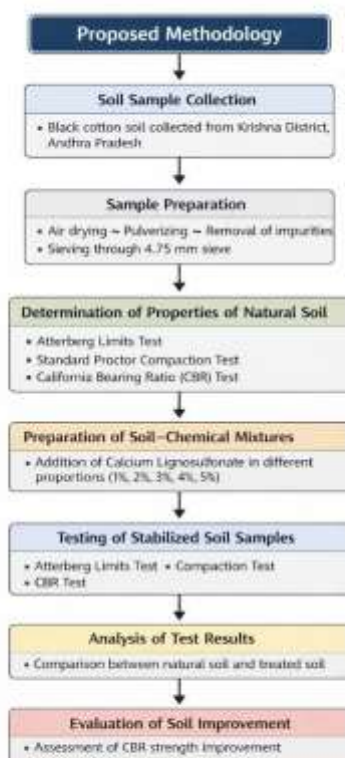 Proposed Methodology
Soil Sample Collection
• Black cotton soil collected from Krishna District,
Andhra Pradesh
Sample Preparation
• Air drying ~ Pulverizing ~ Removal of impurities
• Sieving through 4.75 mm sieve
Determination of Properties of Natural Soil
• Atterberg Limits Test
• Standard Proctor Compaction Test
• California Bearing Ratio (CBR) Test
Preparation of Soil–Chemical Mixtures
• Addition of Calcium Lignosulfonate in different
proportions (1%, 2%, 3%, 4%, 5%)
Testing of Stabilized Soil Samples
• Atterberg Limits Test • Compaction Test
• CBR Test
Analysis of Test Results
• Comparison between natural soil and treated soil
Evaluation of Soil Improvement
• Assessment of CBR strength improvement